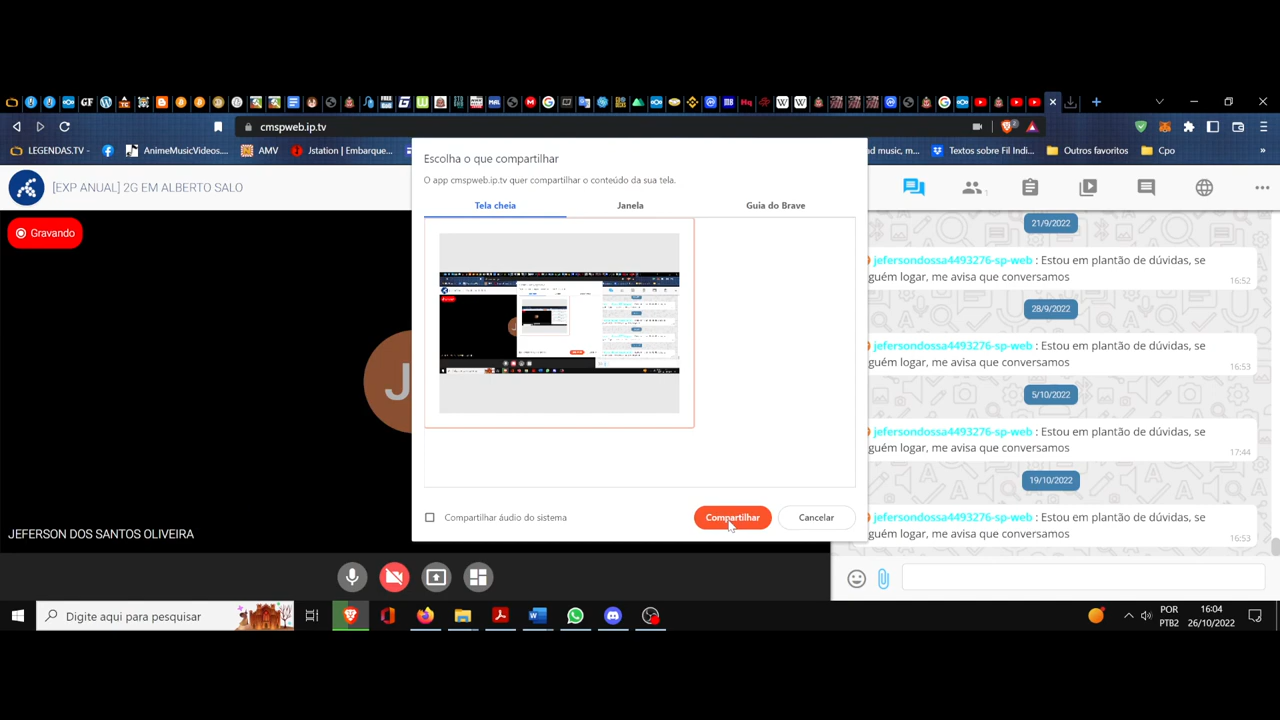 cmspweb.ip.tv
2
LEGENDAS.TV -
AnimeMusicVideos....
AMV
Jstation | Embarque...
d music, m...
Textos sobre Fil Indi...
Outros favoritos
Cpo
»
[EXP ANUAL] 2G EM ALBERTO SALO
1
Gravando
J
JEFERSON DOS SANTOS OLIVEIRA
Escolha o que compartilhar
O app cmspweb.ip.tv quer compartilhar o conteúdo da sua tela.
Tela cheia
Janela
Guia do Brave
Compartilhar áudio do sistema
Compartilhar
Cancelar
21/9/2022
jefersondossa4493276-sp-web : Estou em plantão de dúvidas, se
guém logar, me avisa que conversamos
16:52
28/9/2022
jefersondossa4493276-sp-web : Estou em plantão de dúvidas, se
guém logar, me avisa que conversamos
16:53
5/10/2022
jefersondossa4493276-sp-web : Estou em plantão de dúvidas, se
guém logar, me avisa que conversamos
17:44
19/10/2022
jefersondossa4493276-sp-web : Estou em plantão de dúvidas, se
guém logar, me avisa que conversamos
16:53
Digite aqui para pesquisar
POR
PTB2
16:04
26/10/2022